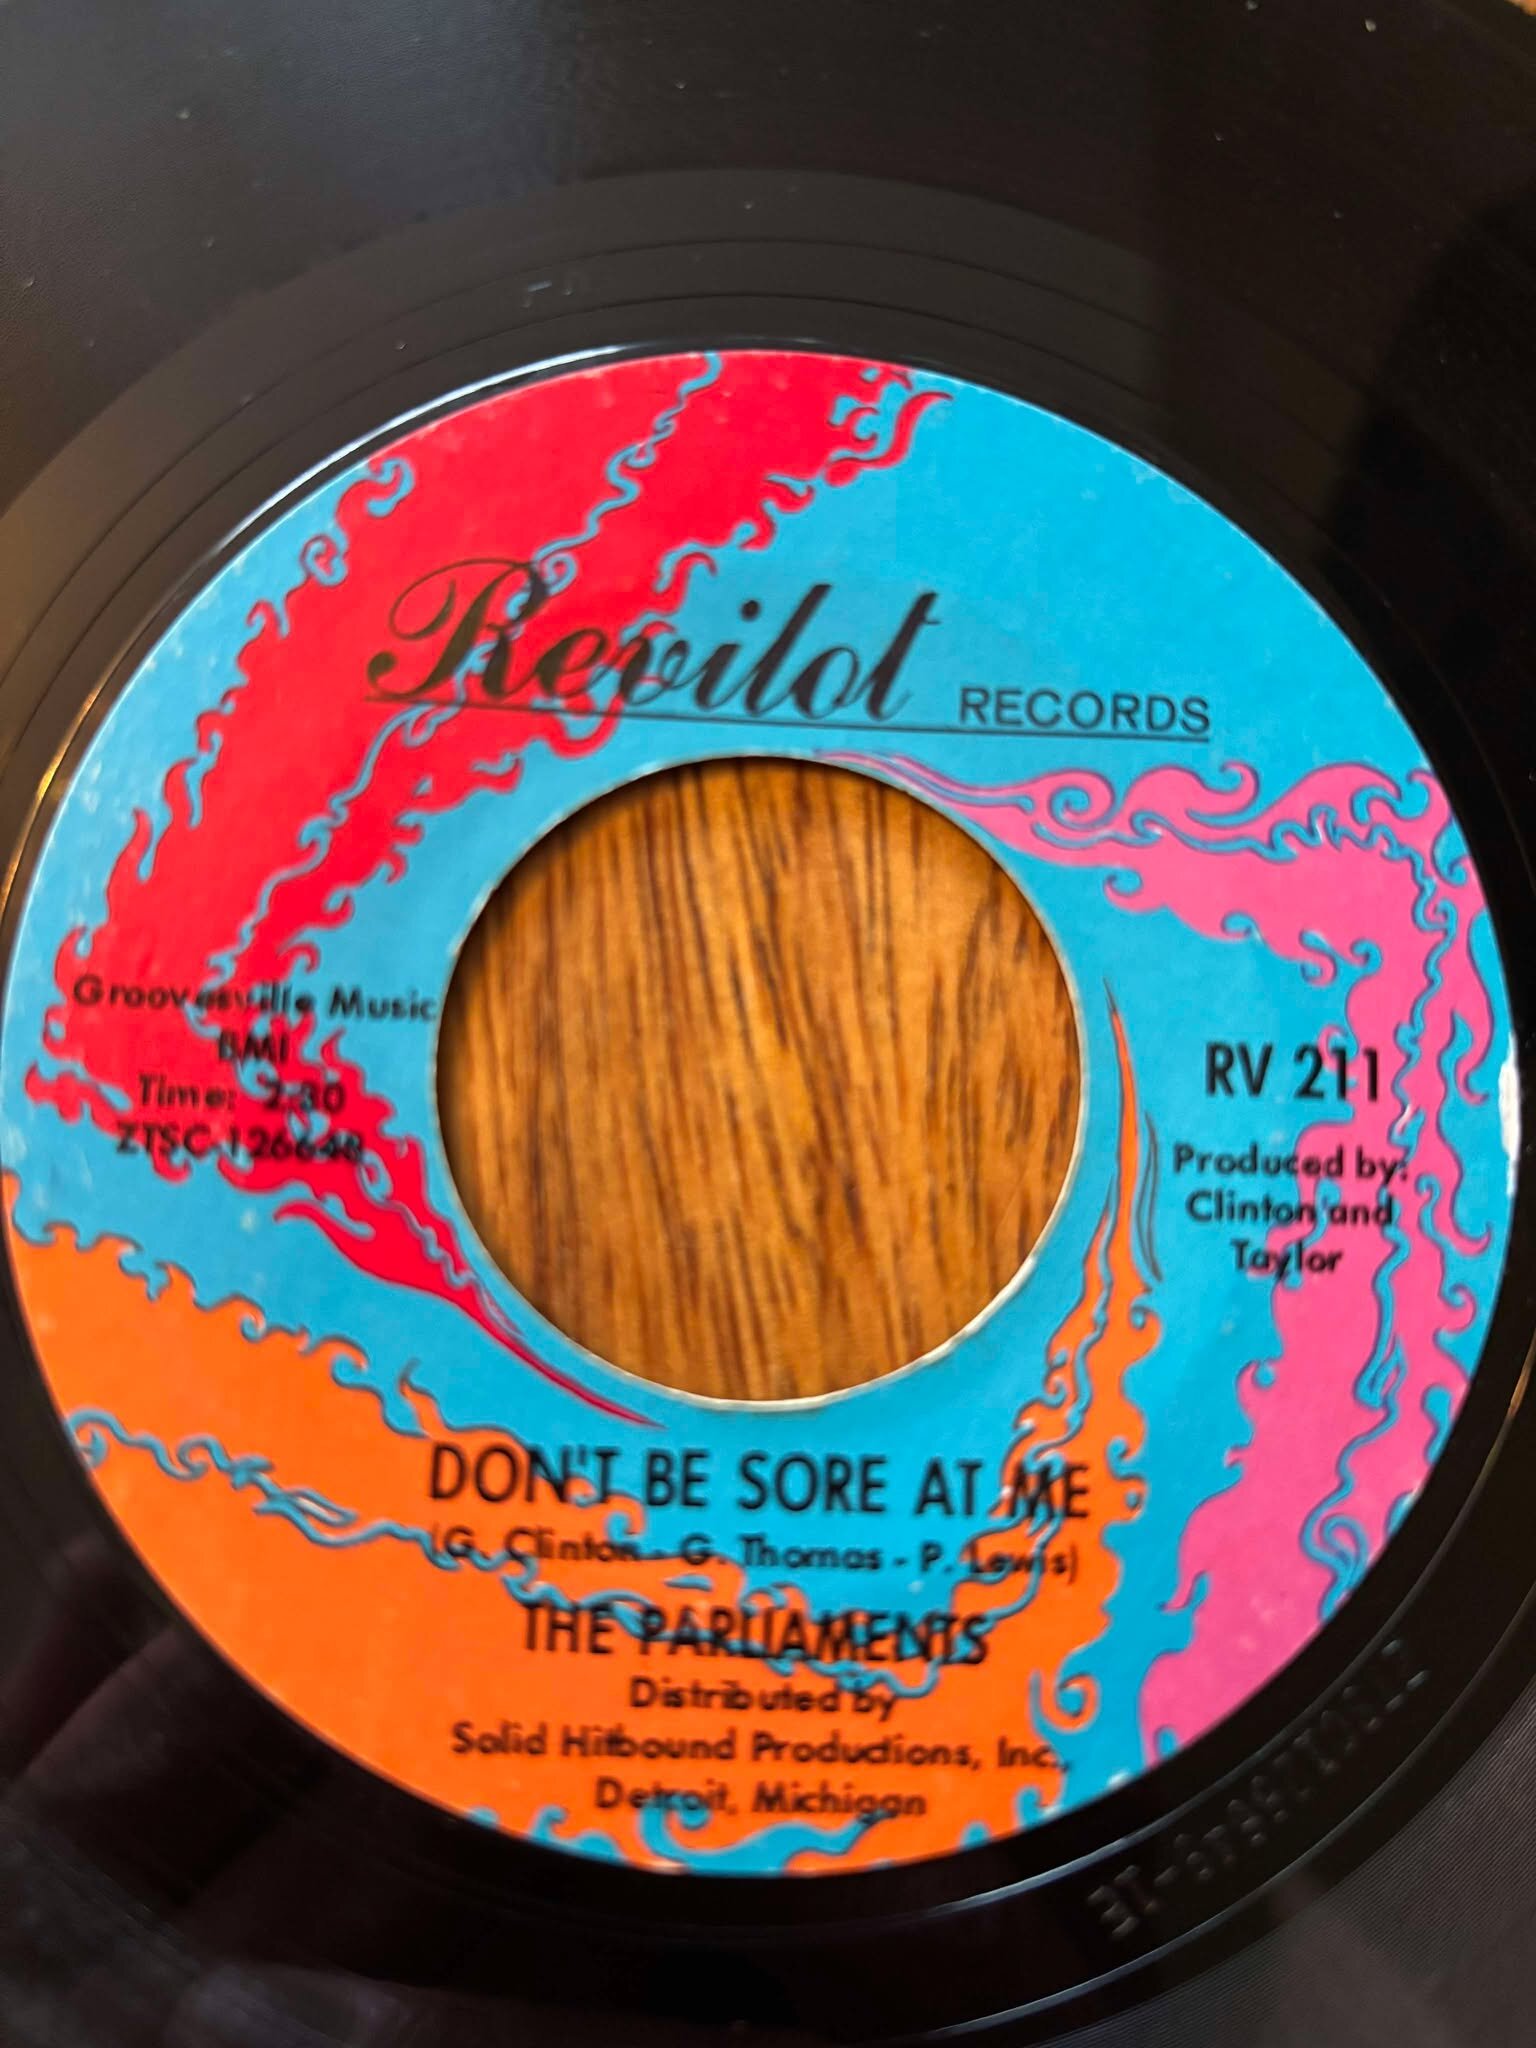 Revilot RECORDS
Groovesville Music
BMI
Time: 2:30
ZTSC-126648
RV 211
Produced by:
Clinton and
Taylor
DON'T BE SORE AT ME
(G. Clinton - G. Thomas - P. Lewis)
THE PARLIAMENTS
Distributed by
Solid Hitbound Productions, Inc.,
Detroit, Michigan